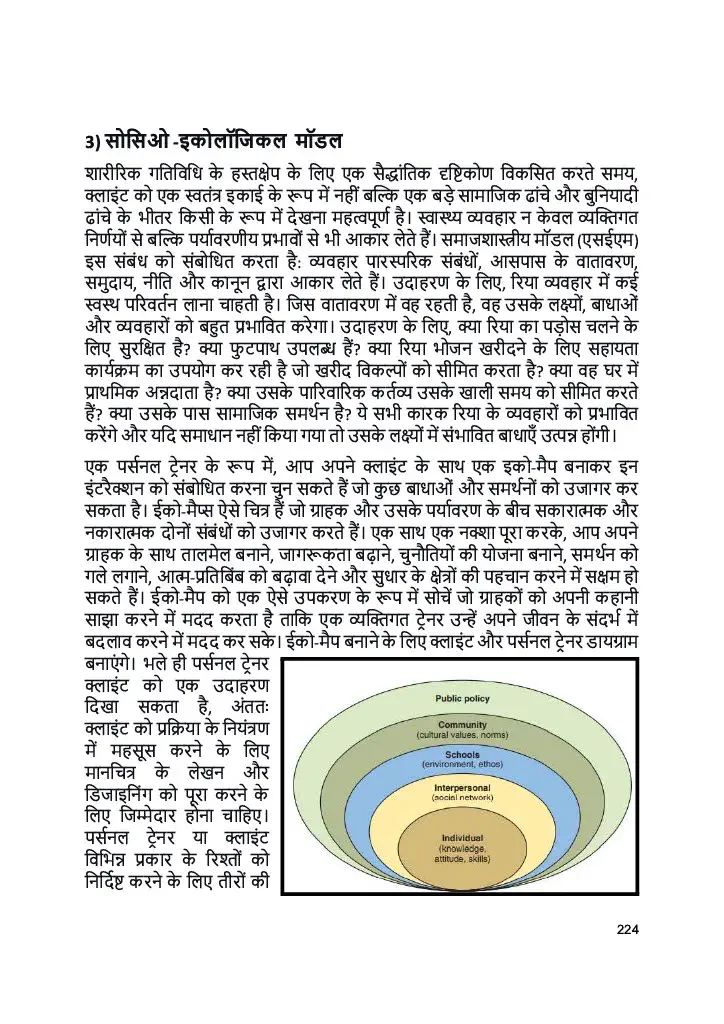 3) सोसिओ -इकोलॉजिकल मॉडल
शारीरिक गतिविधि के हस्तक्षेप के लिए एक सैद्धांतिक दृष्टिकोण विकसित करते समय,
क्लाइंट को एक स्वतंत्र इकाई के रूप में नहीं बल्कि एक बड़े सामाजिक ढांचे और बुनियादी
ढांचे के भीतर किसी के रूप में देखना महत्वपूर्ण है। स्वास्थ्य व्यवहार न केवल व्यक्तिगत
निर्णयों से बल्कि पर्यावरणीय प्रभावों से भी आकार लेते हैं। समाजशास्त्रीय मॉडल (एसईएम)
इस संबंध को संबोधित करता है: व्यवहार पारस्परिक संबंधों, आसपास के वातावरण,
समुदाय, नीति और कानून द्वारा आकार लेते हैं। उदाहरण के लिए, रिया व्यवहार में कई
स्वस्थ परिवर्तन लाना चाहती है। जिस वातावरण में वह रहती है, वह उसके लक्ष्यों, बाधाओं
और व्यवहारों को बहुत प्रभावित करेगा। उदाहरण के लिए, क्या रिया का पड़ोस चलने के
लिए सुरक्षित है? क्या फुटपाथ उपलब्ध हैं? क्या रिया भोजन खरीदने के लिए सहायता
कार्यक्रम का उपयोग कर रही है जो खरीद विकल्पों को सीमित करता है? क्या वह घर में
प्राथमिक अन्नदाता है? क्या उसके पारिवारिक कर्तव्य उसके खाली समय को सीमित करते
हैं? क्या उसके पास सामाजिक समर्थन है? ये सभी कारक रिया के व्यवहारों को प्रभावित
करेंगे और यदि समाधान नहीं किया गया तो उसके लक्ष्यों में संभावित बाधाएँ उत्पन्न होंगी।
एक पर्सनल ट्रेनर के रूप में, आप अपने क्लाइंट के साथ एक इको-मैप बनाकर इन
इंटरैक्शन को संबोधित करना चुन सकते हैं जो कुछ बाधाओं और समर्थनों को उजागर कर
सकता है। ईको-मैप्स ऐसे चित्र हैं जो ग्राहक और उसके पर्यावरण के बीच सकारात्मक और
नकारात्मक दोनों संबंधों को उजागर करते हैं। एक साथ एक नक्शा पूरा करके, आप अपने
ग्राहक के साथ तालमेल बनाने, जागरूकता बढ़ाने, चुनौतियों की योजना बनाने, समर्थन को
गले लगाने, आत्म-प्रतिबिंब को बढ़ावा देने और सुधार के क्षेत्रों की पहचान करने में सक्षम हो
सकते हैं। ईको-मैप को एक ऐसे उपकरण के रूप में सोचें जो ग्राहकों को अपनी कहानी
साझा करने में मदद करता है ताकि एक व्यक्तिगत ट्रेनर उन्हें अपने जीवन के संदर्भ में
बदलाव करने में मदद कर सके। ईको-मैप बनाने के लिए क्लाइंट और पर्सनल ट्रेनर डायग्राम
बनाएंगे। भले ही पर्सनल ट्रेनर
क्लाइंट को एक उदाहरण
दिखा सकता है, अंततः
क्लाइंट को प्रक्रिया के नियंत्रण
में महसूस करने के लिए
मानचित्र के लेखन और
डिजाइनिंग को पूरा करने के
लिए जिम्मेदार होना चाहिए।
पर्सनल ट्रेनर या क्लाइंट
विभिन्न प्रकार के रिश्तों को
निर्दिष्ट करने के लिए तीरों की
Public policy
Community
(cultural values, norms)
Schools
(environment, ethos)
Interpersonal
(social network)
Individual
(knowledge,
attitude, skills)
224